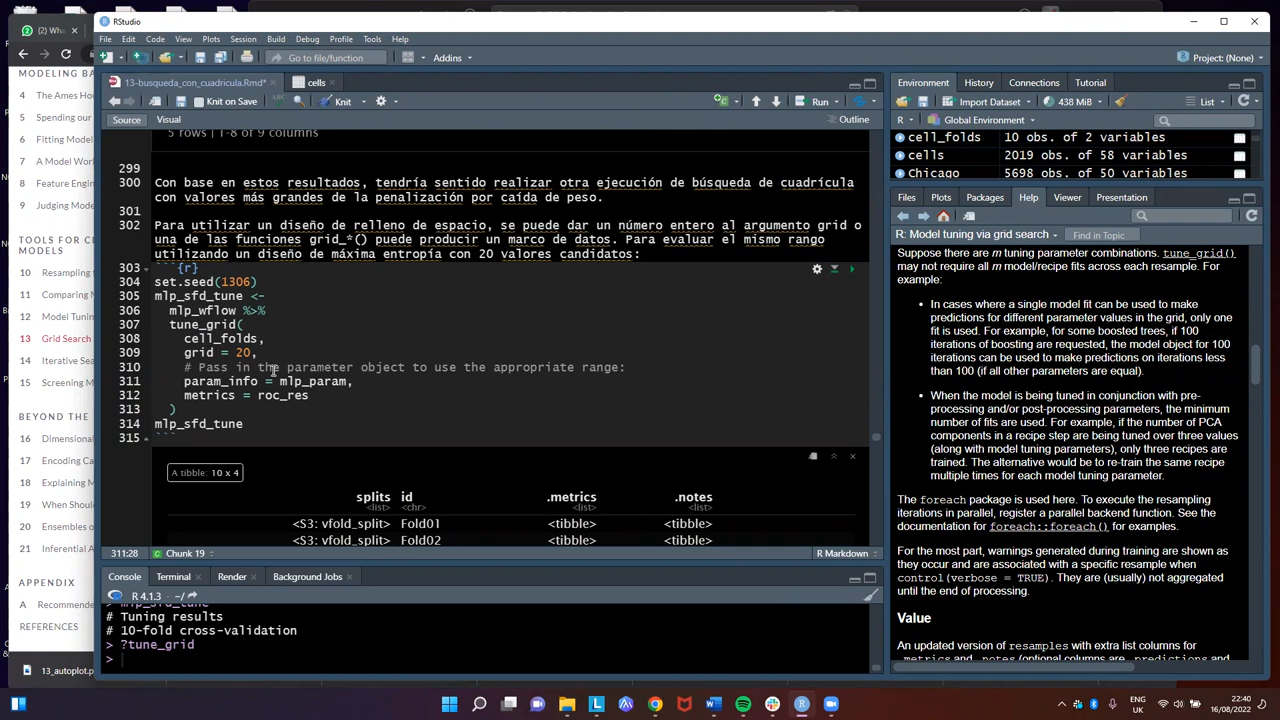 (2) Wha
RStudio
File Edit Code View Plots Session Build Debug Profile Tools Help
Go to file/function
Addins
Project: (None)
13-busqueda_con_cuadricula.Rmd*
cells
Knit on Save
Knit
Run
Source
Visual
Outline
5 rows | 1-8 of 9 columns
299
300 Con base en estos resultados, tendría sentido realizar otra ejecución de búsqueda de cuadrícula
con valores más grandes de la penalización por caída de peso.
301
302 Para utilizar un diseño de relleno de espacio, se puede dar un número entero al argumento grid o
una de las funciones grid_*() puede producir un marco de datos. Para evaluar el mismo rango
utilizando un diseño de máxima entropía con 20 valores candidatos:
303 ```{r}
304 set.seed(1306)
305 mlp_sfd_tune <-
306 mlp_wflow %>%
307 tune_grid(
308 cell_folds,
309 grid = 20,
310 # Pass in the parameter object to use the appropriate range:
311 param_info = mlp_param,
312 metrics = roc_res
313 )
314 mlp_sfd_tune
315 ```
A tibble: 10 x 4
splits id .metrics .notes
<list> <chr> <list> <list>
<S3: vfold_split> Fold01 <tibble> <tibble>
<S3: vfold_split> Fold02 <tibble> <tibble>
311:28
Chunk 19
R Markdown
Console Terminal Render Background Jobs
R 4.1.3 · ~/
> mlp_sfd_tune
# Tuning results
# 10-fold cross-validation
> ?tune_grid
>
Environment History Connections Tutorial
Import Dataset
438 MiB
List
R
Global Environment
cell_folds 10 obs. of 2 variables
cells 2019 obs. of 58 variables
Chicago 5698 obs. of 50 variables
Files Plots Packages Help Viewer Presentation
R: Model tuning via grid search
Find in Topic
Suppose there are m tuning parameter combinations. tune_grid()
may not require all m model/recipe fits across each resample. For
example:
• In cases where a single model fit can be used to make
predictions for different parameter values in the grid, only one
fit is used. For example, for some boosted trees, if 100
iterations of boosting are requested, the model object for 100
iterations can be used to make predictions on iterations less
than 100 (if all other parameters are equal).
• When the model is being tuned in conjunction with pre-
processing and/or post-processing parameters, the minimum
number of fits are used. For example, if the number of PCA
components in a recipe step are being tuned over three values
(along with model tuning parameters), only three recipes are
trained. The alternative would be to re-train the same recipe
multiple times for each model tuning parameter.
The foreach package is used here. To execute the resampling
iterations in parallel, register a parallel backend function. See the
documentation for foreach::foreach() for examples.
For the most part, warnings generated during training are shown as
they occur and are associated with a specific resample when
control(verbose = TRUE). They are (usually) not aggregated
until the end of processing.
Value
An updated version of resamples with extra list columns for
.metrics and .notes (optional columns are .predictions and
MODELING BA
4 The Ames Ho
5 Spending our
6 Fitting Model
7 A Model Work
8 Feature Engin
9 Judging Mode
TOOLS FOR C
MODELS
10 Resampling f
11 Comparing M
12 Model Tuning
13 Grid Search
14 Iterative Sear
15 Screening M
BEYOND THE
16 Dimensional
17 Encoding Ca
18 Explaining M
19 When Should
20 Ensembles o
21 Inferential A
APPENDIX
A Recommende
REFERENCES
13_autoplot.p
ENG
UK
22:40
16/08/2022